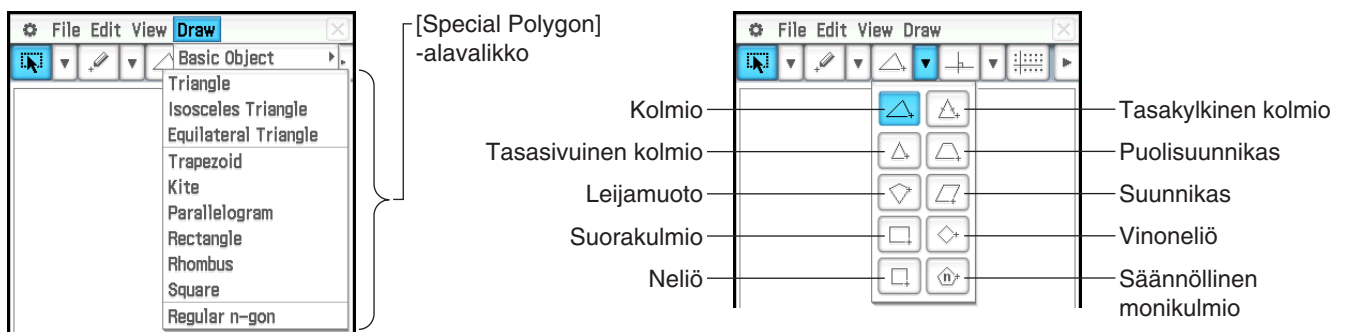 File Edit View Draw
Basic Object
Triangle
Isosceles Triangle
Equilateral Triangle
Trapezoid
Kite
Parallelogram
Rectangle
Rhombus
Square
Regular n-gon
[Special Polygon]
-alavalikko
File Edit View Draw
Kolmio
Tasakylkinen kolmio
Tasasivuinen kolmio
Puolisuunnikas
Leijamuoto
Suunnikas
Suorakulmio
Vinoneliö
Neliö
n
Säännöllinen
monikulmio